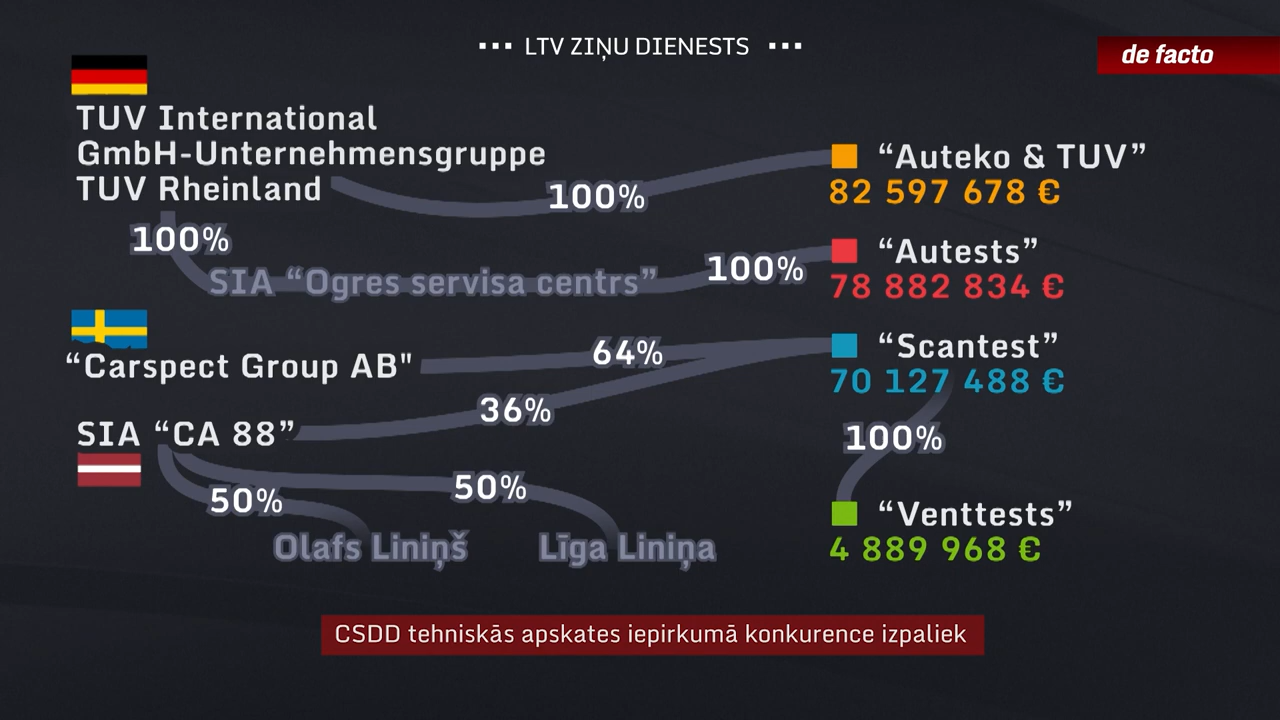 LTV ZIŅU DIENESTS
de facto
TUV International
GmbH-Unternehmensgruppe
TUV Rheinland
100%
“Auteko & TUV”
82 597 678 €
100%
SIA “Ogres servisa centrs”
100%
“Autests”
78 882 834 €
“Carspect Group AB"
64%
“Scantest”
70 127 488 €
36%
SIA “CA 88”
100%
50%
50%
Olafs Liniņš
Līga Liniņa
“Venttests”
4 889 968 €
CSDD tehniskās apskates iepirkumā konkurence izpaliek